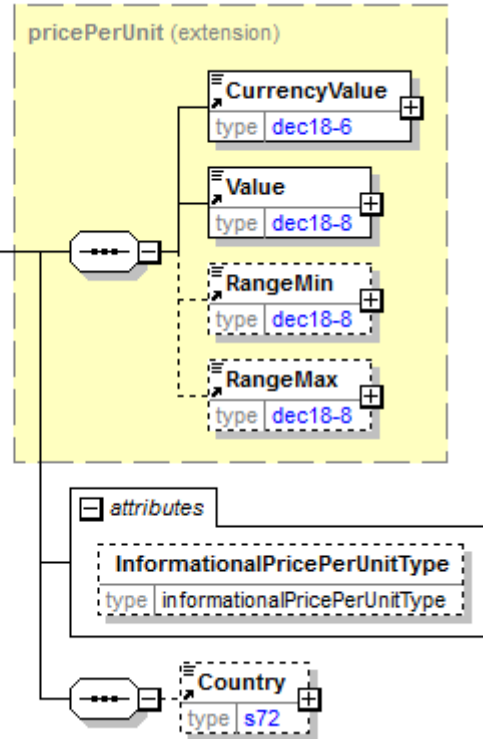 pricePerUnit (extension)
CurrencyValue
type dec18-6
Value
type dec18-8
RangeMin
type dec18-8
RangeMax
type dec18-8
attributes
InformationalPricePerUnitType
type informationalPricePerUnitType
Country
type s72